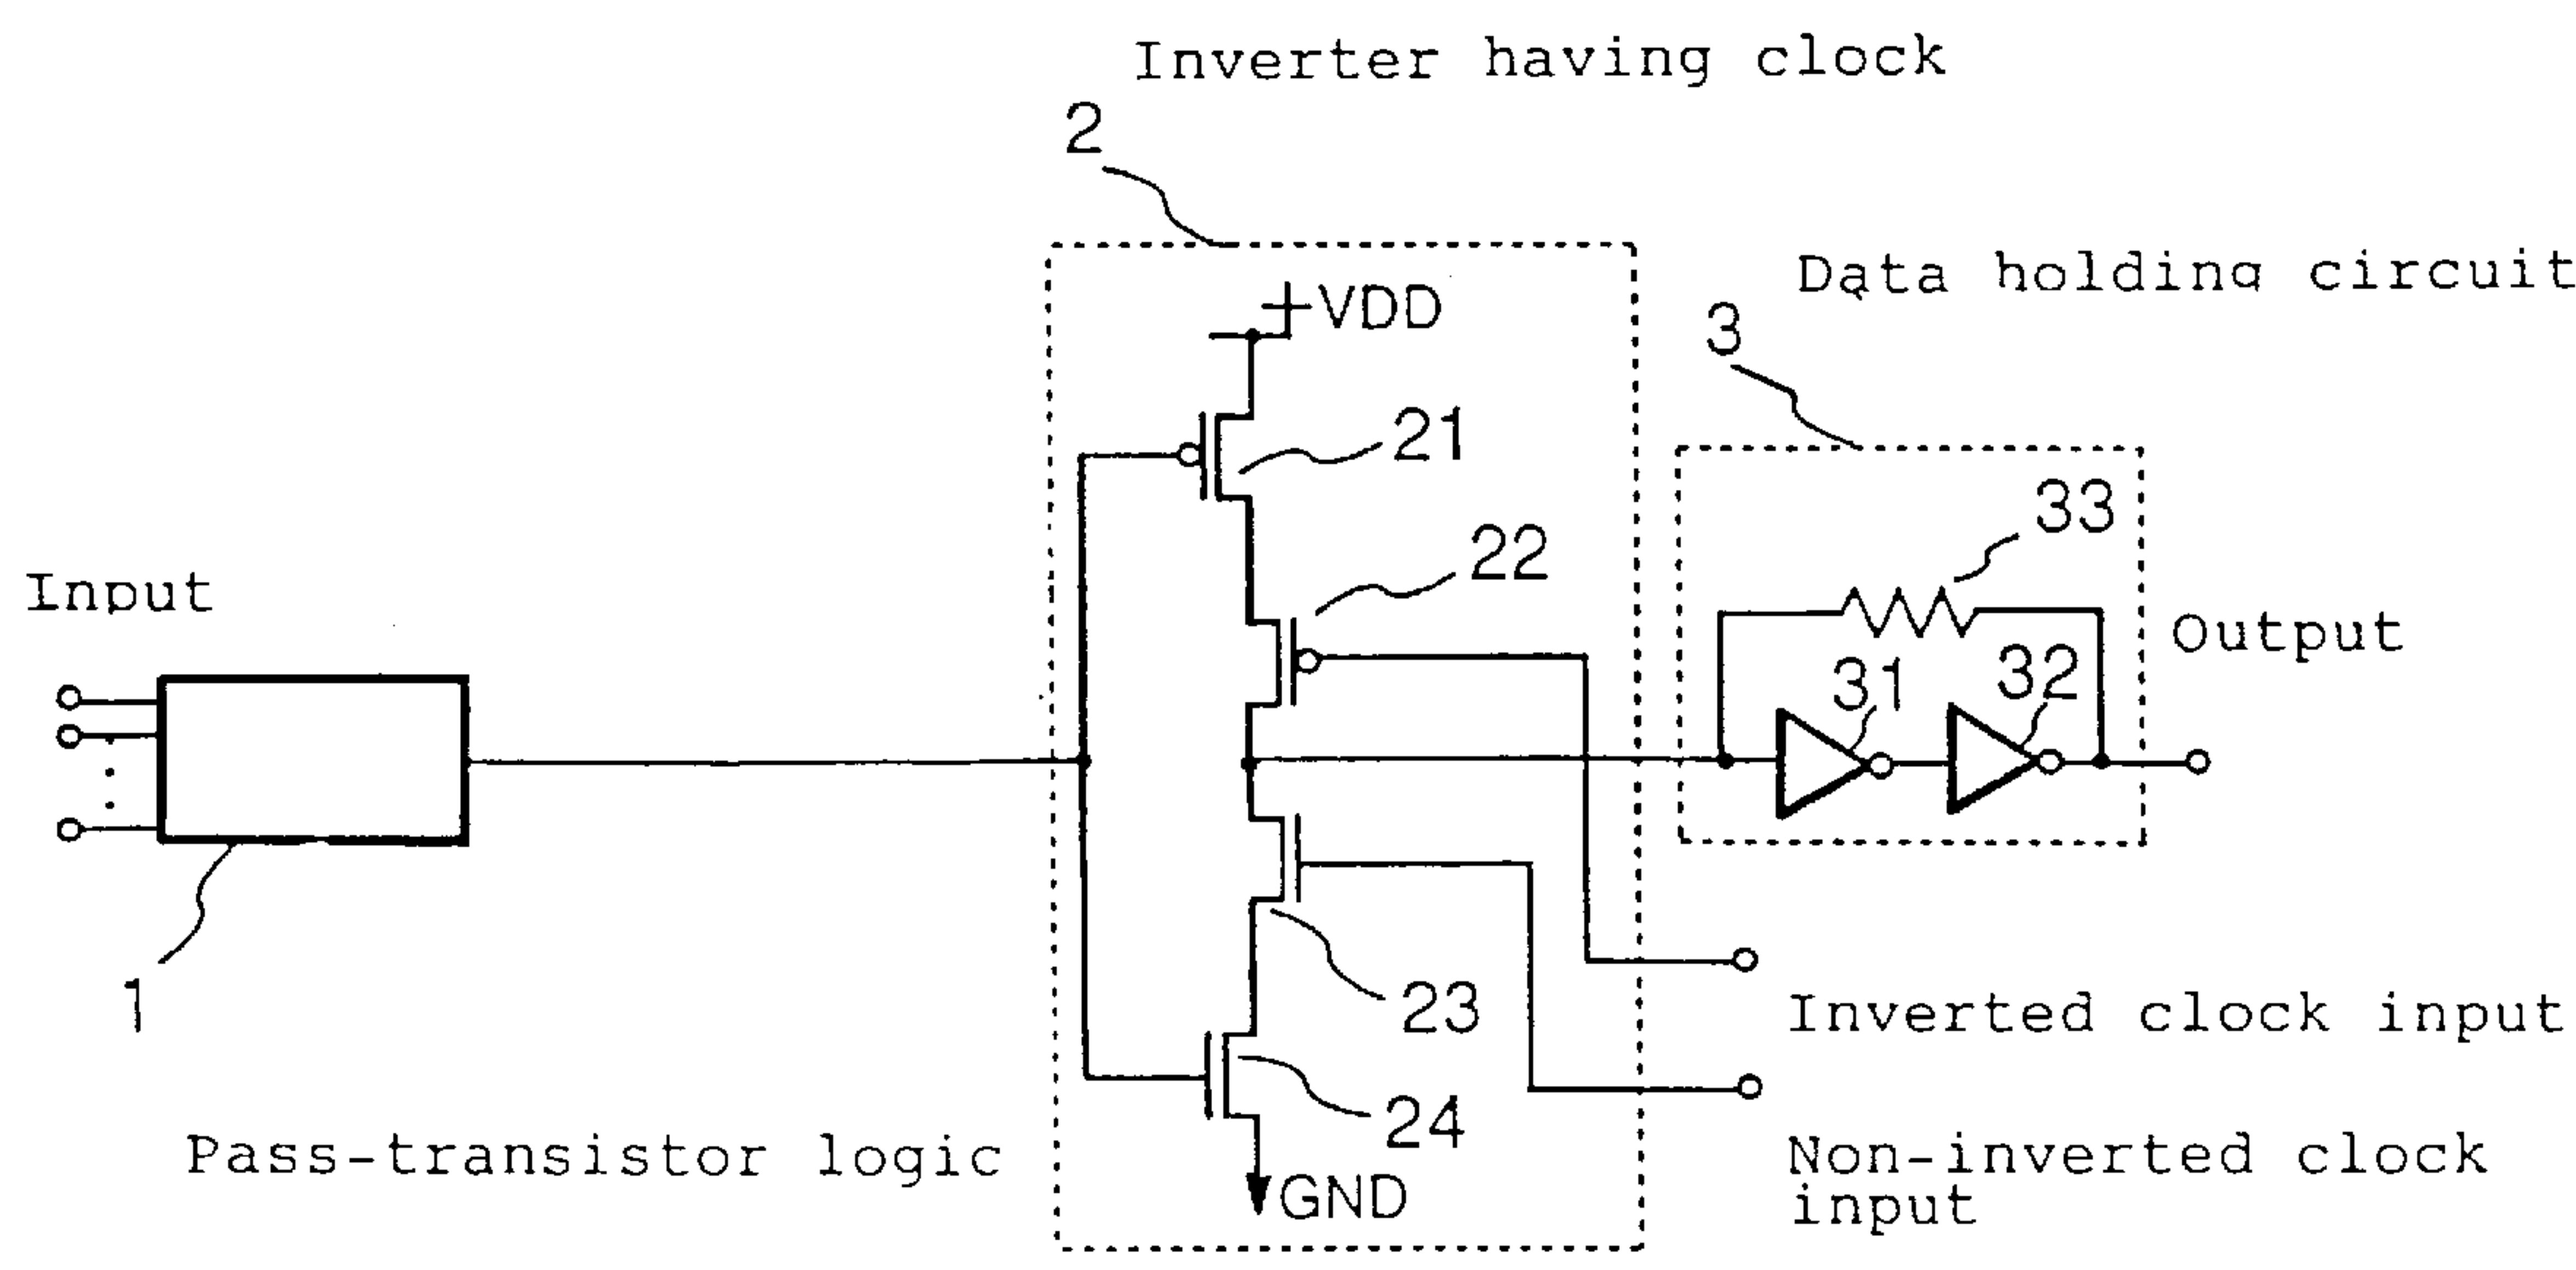 Inverter having clock
2
Data holding circuit
3
+VDD
21
22
33
Input
Output
31
32
1
23
24
Inverted clock input
Pass-transistor logic
Non-inverted clock
input
GND